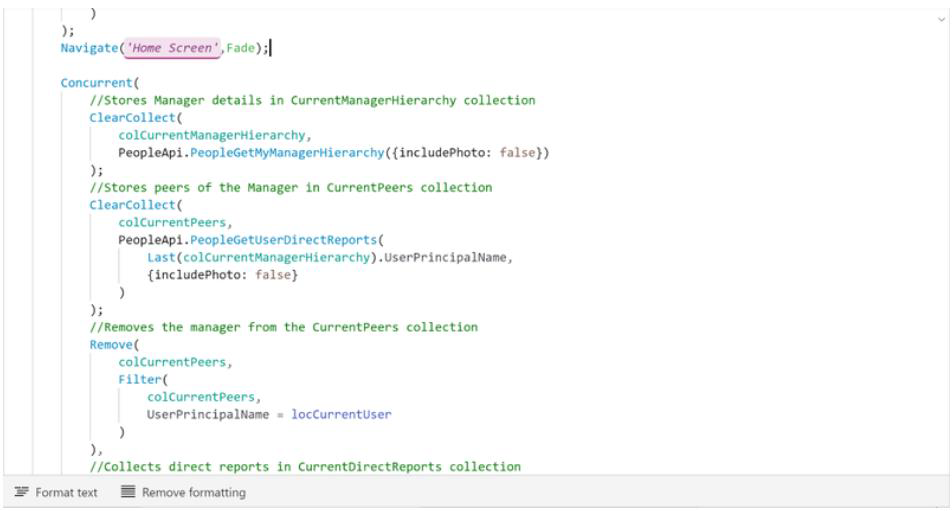 )
);
Navigate('Home Screen',Fade);
Concurrent(
//Stores Manager details in CurrentManagerHierarchy collection
ClearCollect(
colCurrentManagerHierarchy,
PeopleApi.PeopleGetMyManagerHierarchy({includePhoto: false})
);
//Stores peers of the Manager in CurrentPeers collection
ClearCollect(
colCurrentPeers,
PeopleApi.PeopleGetUserDirectReports(
Last(colCurrentManagerHierarchy).UserPrincipalName,
{includePhoto: false}
)
);
//Removes the manager from the CurrentPeers collection
Remove(
colCurrentPeers,
Filter(
colCurrentPeers,
UserPrincipalName = locCurrentUser
)
),
//Collects direct reports in CurrentDirectReports collection
Format text Remove formatting